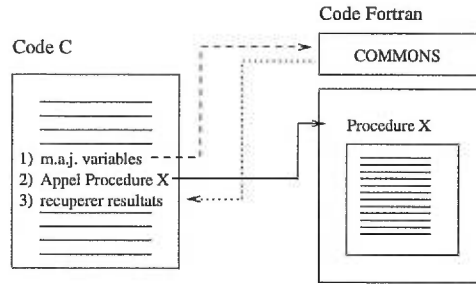 Code Fortran
Code C
COMMONS
Procedure X
1) m.a.j. variables
2) Appel Procedure X
3) recuperer resultats